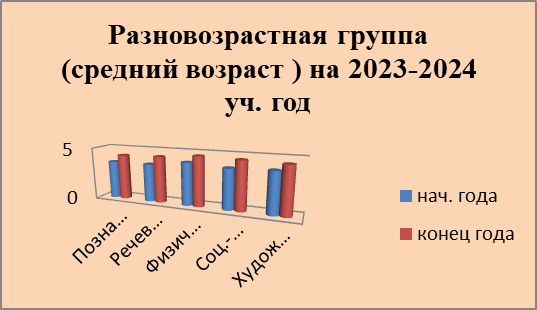 Разновозрастная группа
(средний возраст ) на 2023-2024
уч. год
5
0
Позна...
Речев...
Физич...
Соц.-...
Худож...
нач. года
конец года